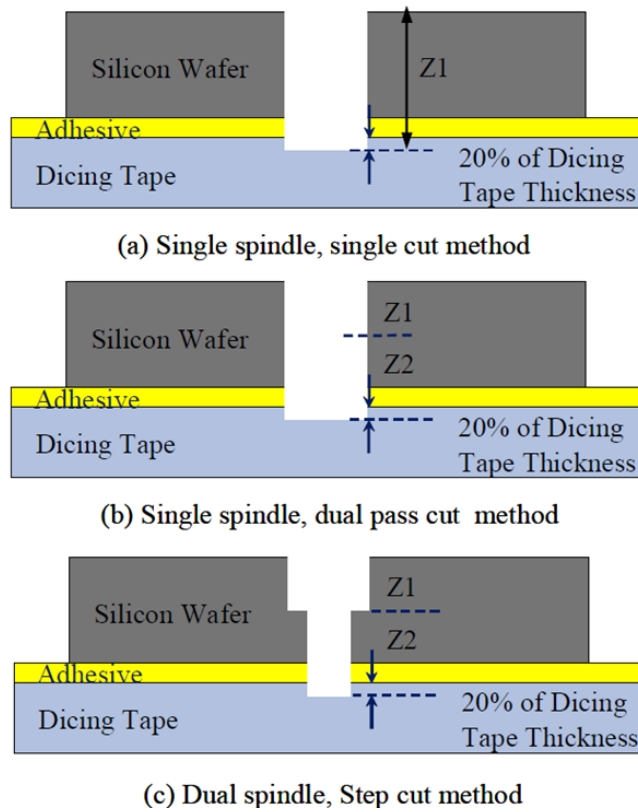 Silicon Wafer
Z1
Adhesive
Dicing Tape
20% of Dicing
Tape Thickness
(a) Single spindle, single cut method
Silicon Wafer
Z1
Z2
Adhesive
Dicing Tape
20% of Dicing
Tape Thickness
(b) Single spindle, dual pass cut method
Silicon Wafer
Z1
Z2
Adhesive
Dicing Tape
20% of Dicing
Tape Thickness
(c) Dual spindle, Step cut method